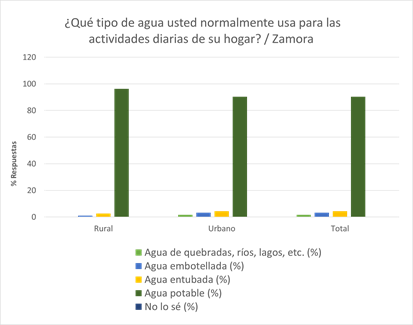 ¿Qué tipo de agua usted normalmente usa para las
actividades diarias de su hogar? / Zamora
120
100
80
60
40
20
0
% Respuestas
Rural
Urbano
Total
Agua de quebradas, ríos, lagos, etc. (%)
Agua embotellada (%)
Agua entubada (%)
Agua potable (%)
No lo sé (%)